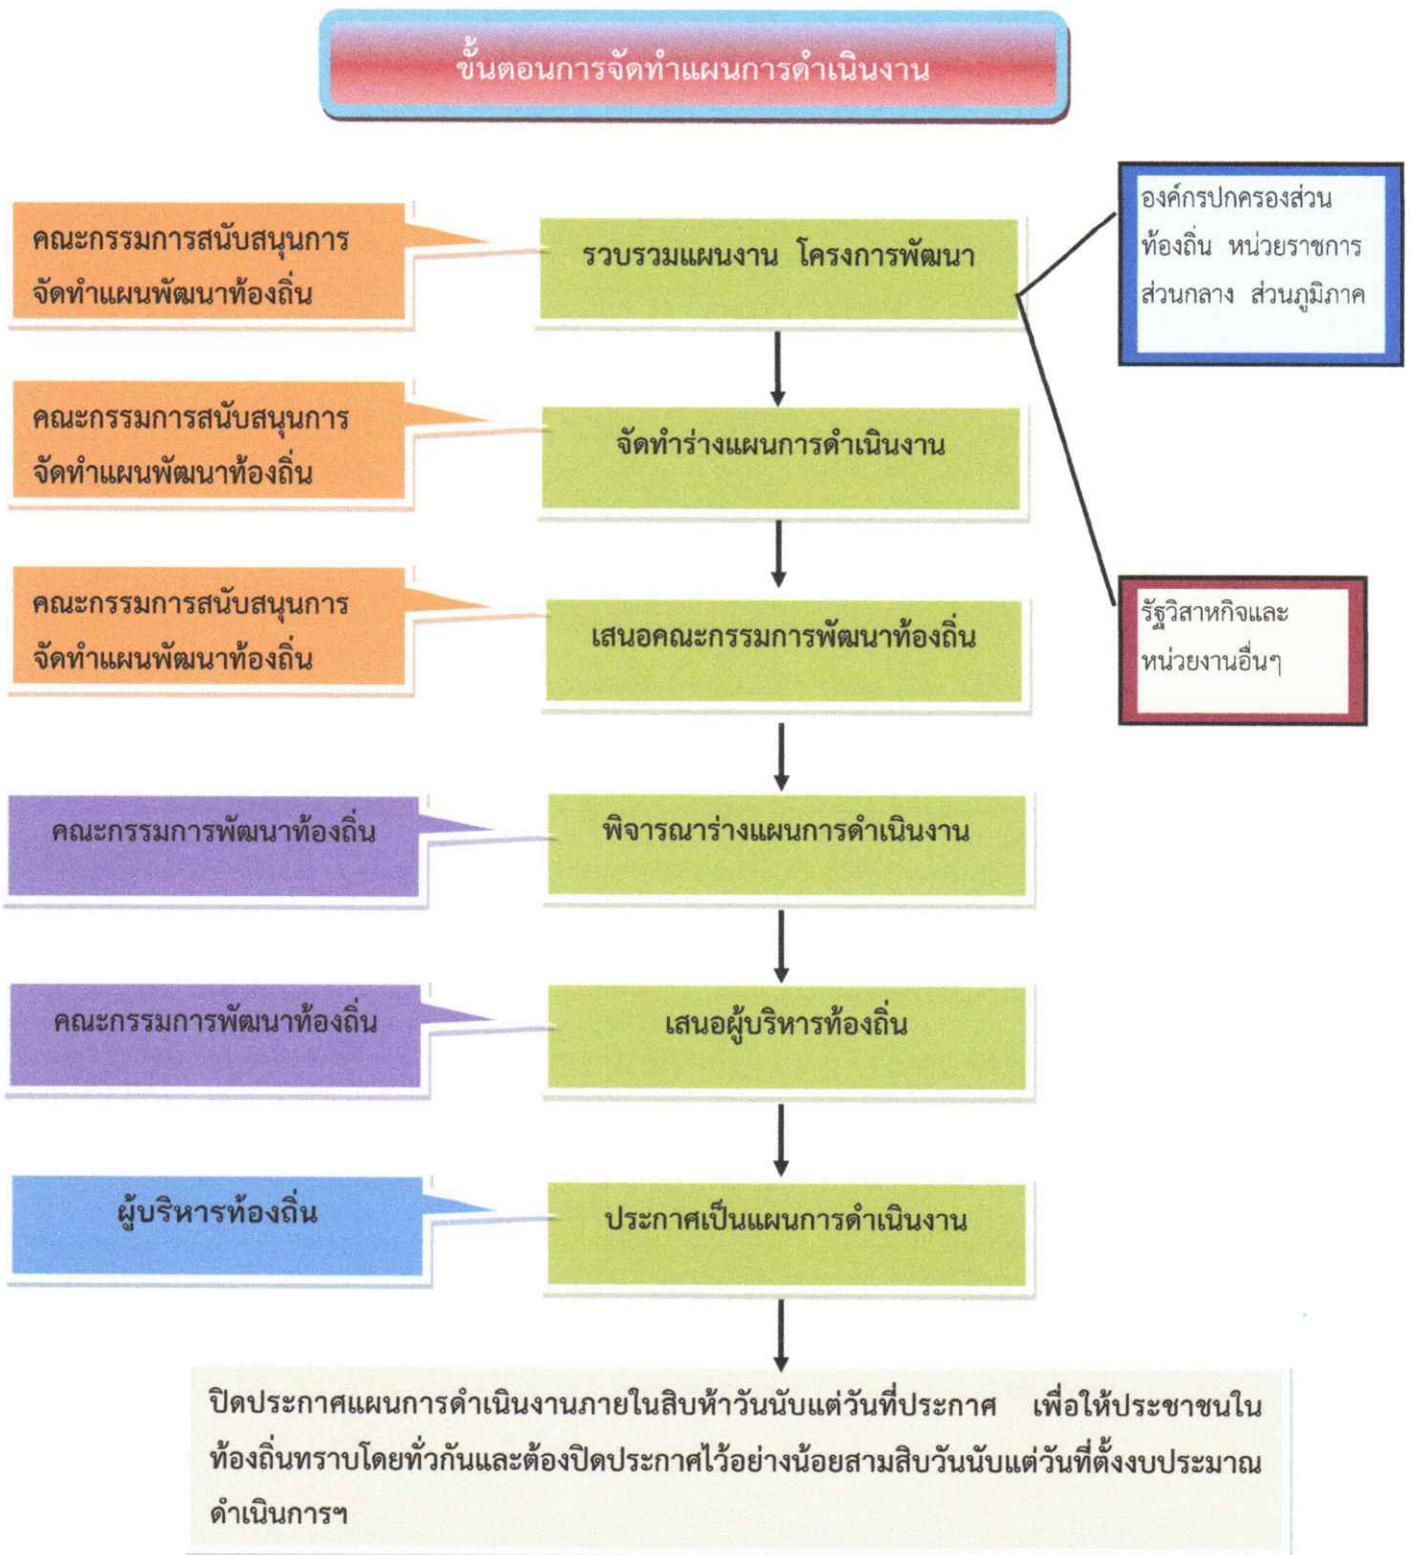 ขั้นตอนการจัดทำแผนการดำเนินงาน
คณะกรรมการสนับสนุนการ
จัดทำแผนพัฒนาท้องถิ่น
รวบรวมแผนงาน โครงการพัฒนา
องค์กรปกครองส่วน
ท้องถิ่น หน่วยราชการ
ส่วนกลาง ส่วนภูมิภาค
คณะกรรมการสนับสนุนการ
จัดทำแผนพัฒนาท้องถิ่น
จัดทำร่างแผนการดำเนินงาน
คณะกรรมการสนับสนุนการ
จัดทำแผนพัฒนาท้องถิ่น
เสนอคณะกรรมการพัฒนาท้องถิ่น
รัฐวิสาหกิจและ
หน่วยงานอื่นๆ
คณะกรรมการพัฒนาท้องถิ่น
พิจารณาร่างแผนการดำเนินงาน
คณะกรรมการพัฒนาท้องถิ่น
เสนอผู้บริหารท้องถิ่น
ผู้บริหารท้องถิ่น
ประกาศเป็นแผนการดำเนินงาน
ปิดประกาศแผนการดำเนินงานภายในสิบห้าวันนับแต่วันที่ประกาศ เพื่อให้ประชาชนใน
ท้องถิ่นทราบโดยทั่วกันและต้องปิดประกาศไว้อย่างน้อยสามสิบวันนับแต่วันที่ตั้งงบประมาณ
ดำเนินการฯ